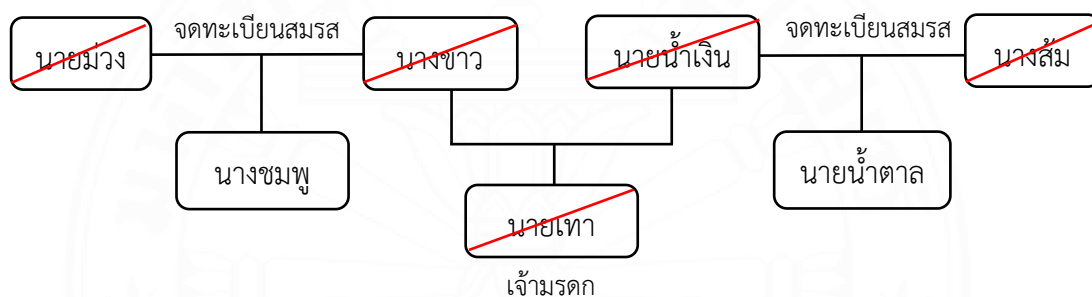 จดทะเบียนสมรส
จดทะเบียนสมรส
นายม่วง
นางขาว
นายน้ำเงิน
นางส้ม
นางชมพู
นายน้ำตาล
นายเทา
เจ้ามรดก